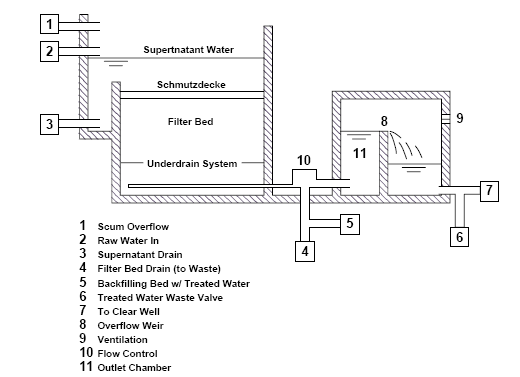 1
2
Supertnatant Water
Schmutzdecke
3
Filter Bed
8
9
11
Underdrain System
10
7
5
4
6
1 Scum Overflow
2 Raw Water In
3 Supernatant Drain
4 Filter Bed Drain (to Waste)
5 Backfilling Bed w/ Treated Water
6 Treated Water Waste Valve
7 To Clear Well
8 Overflow Weir
9 Ventilation
10 Flow Control
11 Outlet Chamber